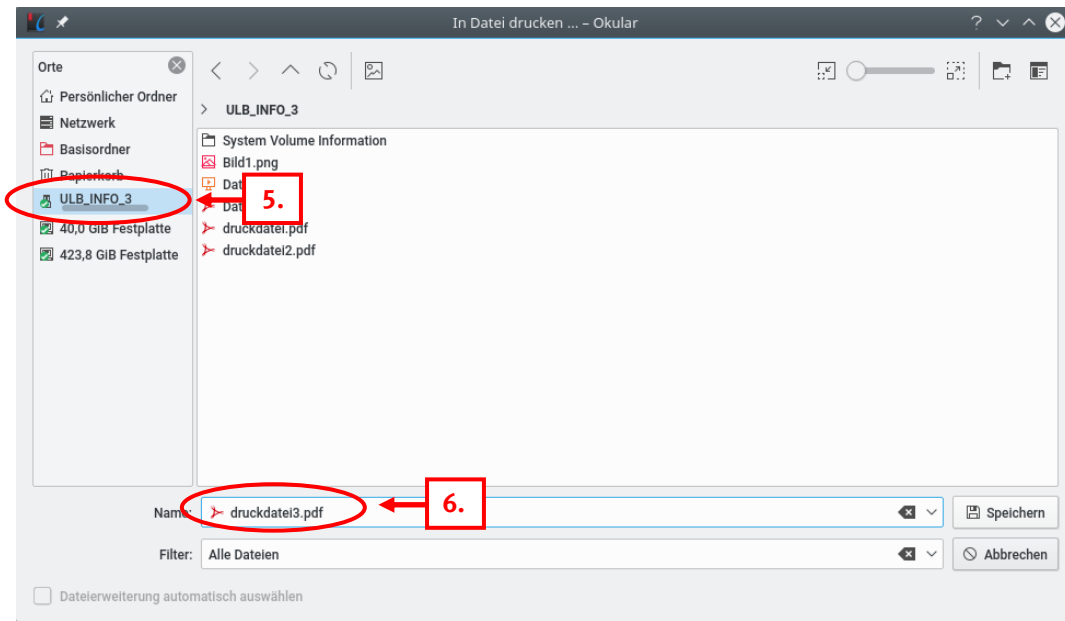 In Datei drucken ... – Okular
Orte
Persönlicher Ordner
Netzwerk
Basisordner
Papierkorb
ULB_INFO_3
40,0 GiB Festplatte
423,8 GiB Festplatte
> ULB_INFO_3
System Volume Information
Bild1.png
Dat
Dat
druckdatei.pdf
druckdatei2.pdf
5.
6.
Name: druckdatei3.pdf
Speichern
Filter: Alle Dateien
Abbrechen
Dateierweiterung automatisch auswählen